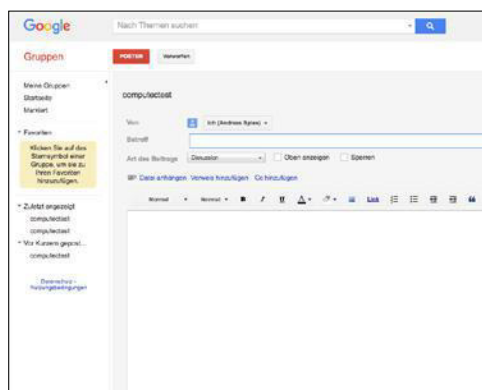 Google
Nach Themen suchen
Gruppen
POSTEN
Verwerfen
Meine Gruppen
Startseite
Markiert
Favoriten
Klicken Sie auf das
Sternsymbol einer
Gruppe, um sie zu
Ihren Favoriten
hinzuzufügen.
Zuletzt angezeigt
computectest
computectest
Vor Kurzem gepost...
computectest
Datenschutz -
Nutzungsbedingungen
computectest
Von
Ich (Andreas Itzke)
Betreff
Art des Beitrags Diskussion Oben anzeigen Sperren
Datei anhängen Verweis hinzufügen Cc hinzufügen
Normal Normal B I U A Link